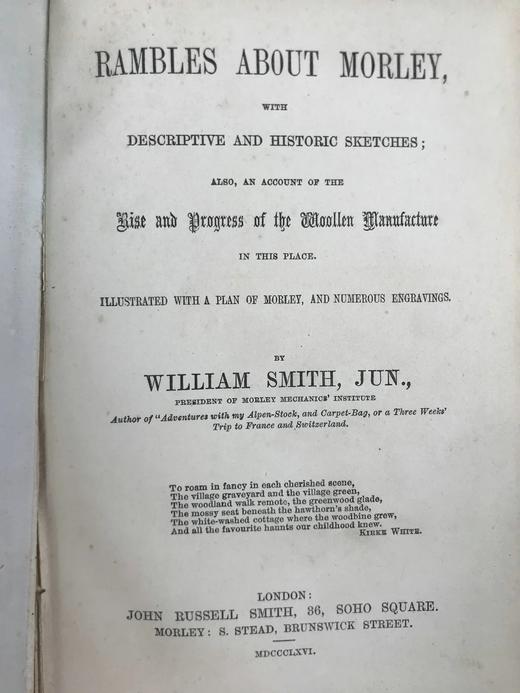 RAMBLES ABOUT MORLEY,
WITH
DESCRIPTIVE AND HISTORIC SKETCHES;
ALSO, AN ACCOUNT OF THE
Rise and Progress of the Woollen Manufacture
IN THIS PLACE.
ILLUSTRATED WITH A PLAN OF MORLEY, AND NUMEROUS ENGRAVINGS.
BY
WILLIAM SMITH, JUN.,
PRESIDENT OF MORLEY MECHANICS' INSTITUTE
Author of "Adventures with my Alpen-Stock, and Carpet-Bag, or a Three Weeks'
Trip to France and Switzerland.
To roam in fancy in each cherished scene,
The village graveyard and the village green,
The woodland walk remote, the greenwood glade,
The mossy seat beneath the hawthorn's shade,
The white-washed cottage where the woodbine grew,
And all the favourite haunts our childhood knew.
KIRKE WHITE.
LONDON:
JOHN RUSSELL SMITH, 36, SOHO SQUARE.
MORLEY: S. STEAD, BRUNSWICK STREET.
MDCCCLXVI.